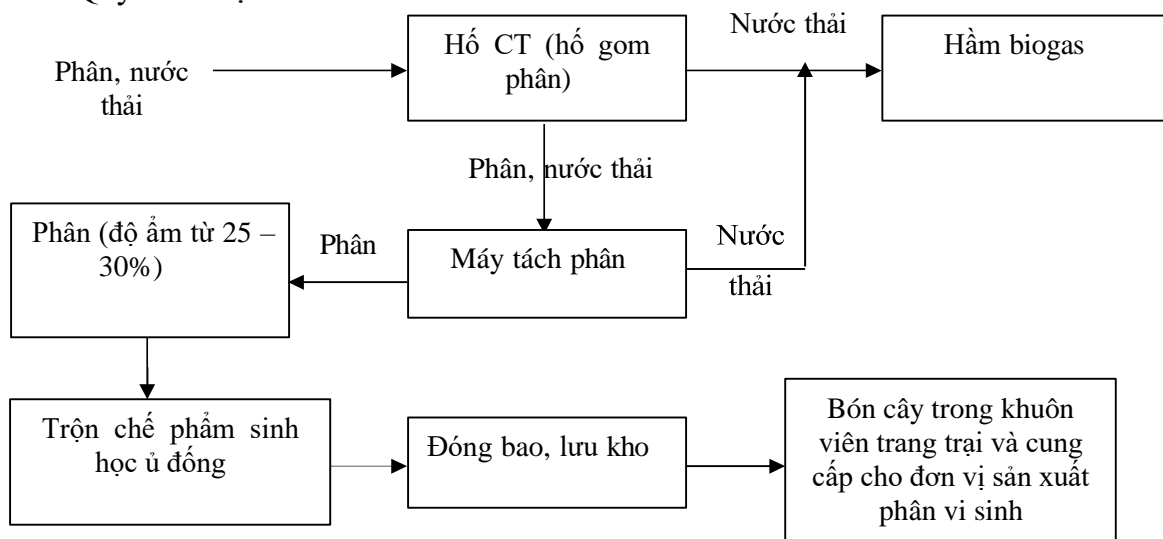 Hố CT (hố gom
phân)
Nước thải
Hầm biogas
Phân, nước
thải
Phân, nước thải
Phân (độ ẩm từ 25 –
30%)
Phân
Máy tách phân
Nước
thải
Trộn chế phẩm sinh
học ủ đống
Đóng bao, lưu kho
Bón cây trong khuôn
viên trang trại và cung
cấp cho đơn vị sản xuất
phân vi sinh